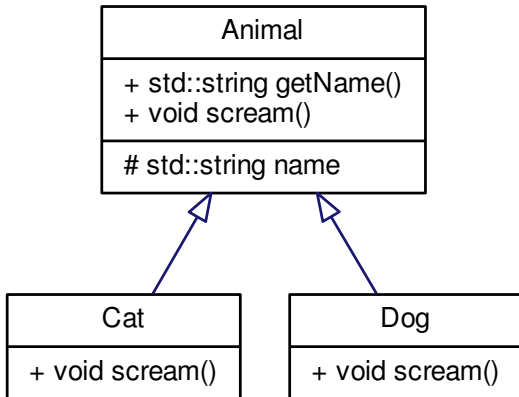 Animal
+ std::string getName()
+ void scream()
# std::string name
Cat
+ void scream()
Dog
+ void scream()